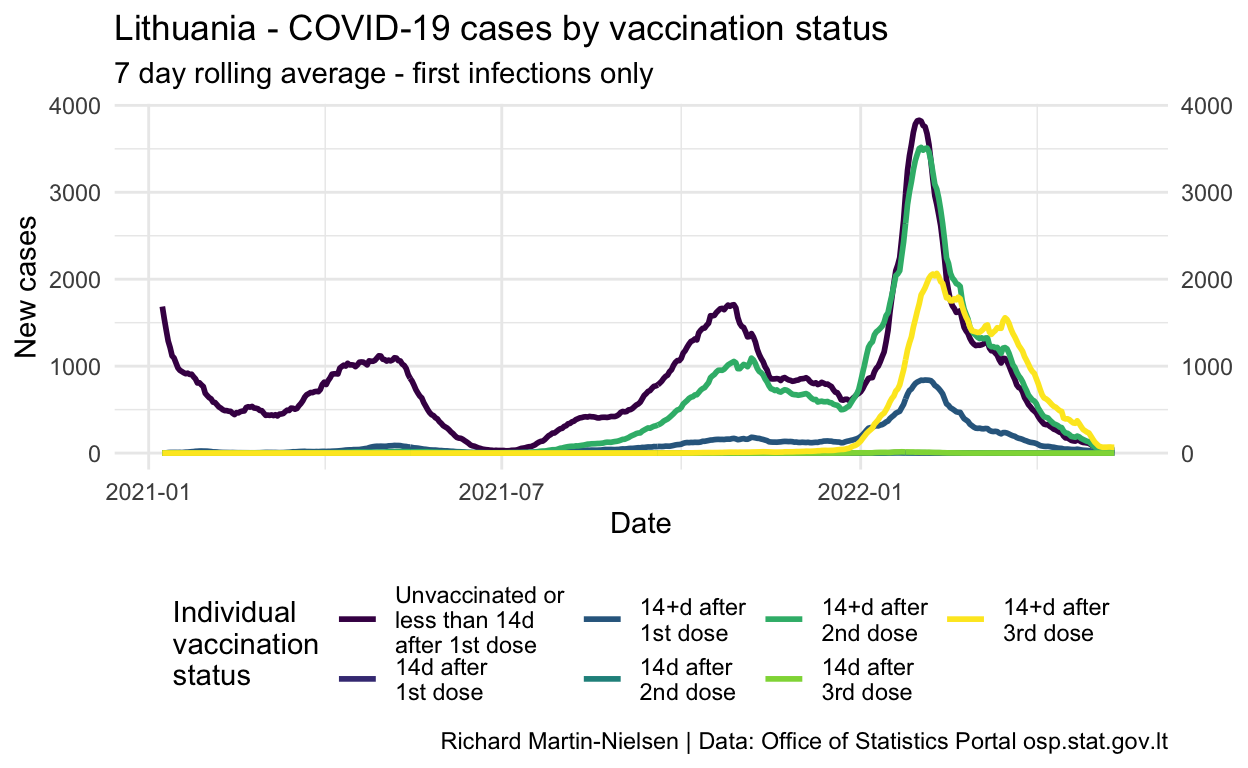 Lithuania - COVID-19 cases by vaccination status
7 day rolling average - first infections only
4000
4000
3000
3000
2000
2000
1000
1000
0
0
New cases
2021-01
2021-07
2022-01
Date
Individual
vaccination
status
Unvaccinated or
less than 14d
after 1st dose
14d after
1st dose
14+d after
1st dose
14d after
2nd dose
14+d after
2nd dose
14d after
3rd dose
14+d after
3rd dose
Richard Martin-Nielsen | Data: Office of Statistics Portal osp.stat.gov.lt